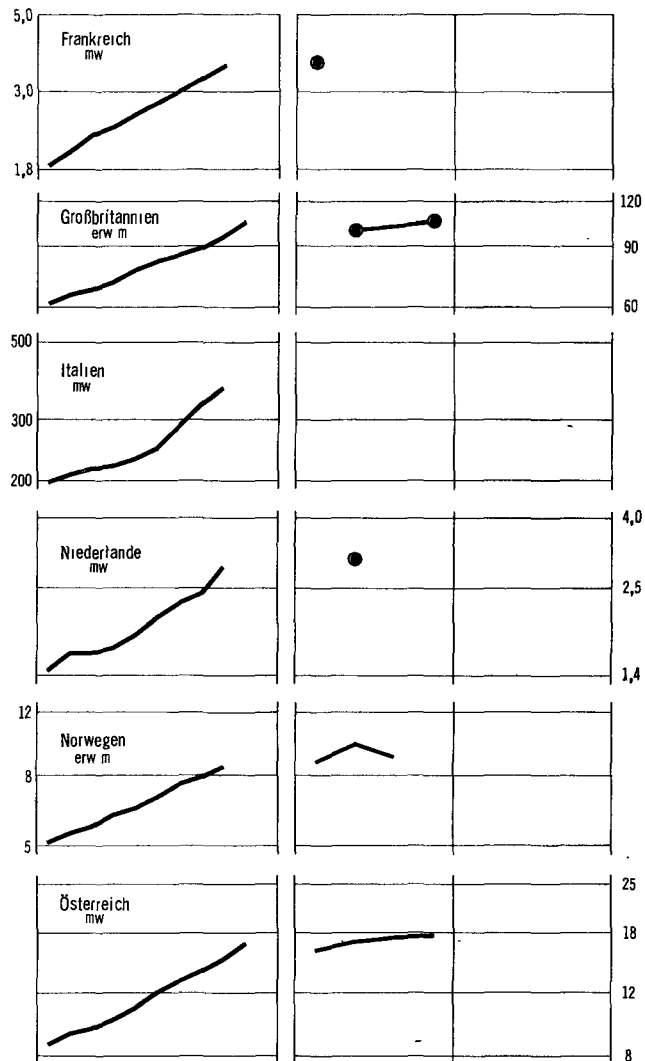 5,0
Frankreich
mw
3,0
1,8
Großbritannien
erw m
120
90
60
500
Italien
mw
300
200
Niederlande
mw
4,0
2,5
1,4
12
Norwegen
erw m
8
5
Österreich
mw
25
18
12
8